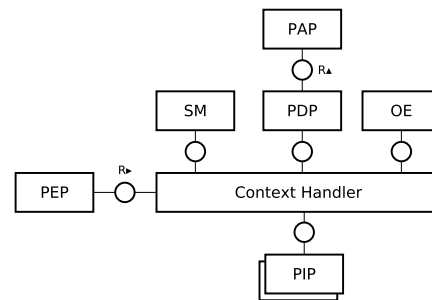 PAP
R▲
SM
PDP
OE
R▶
PEP
Context Handler
PIP